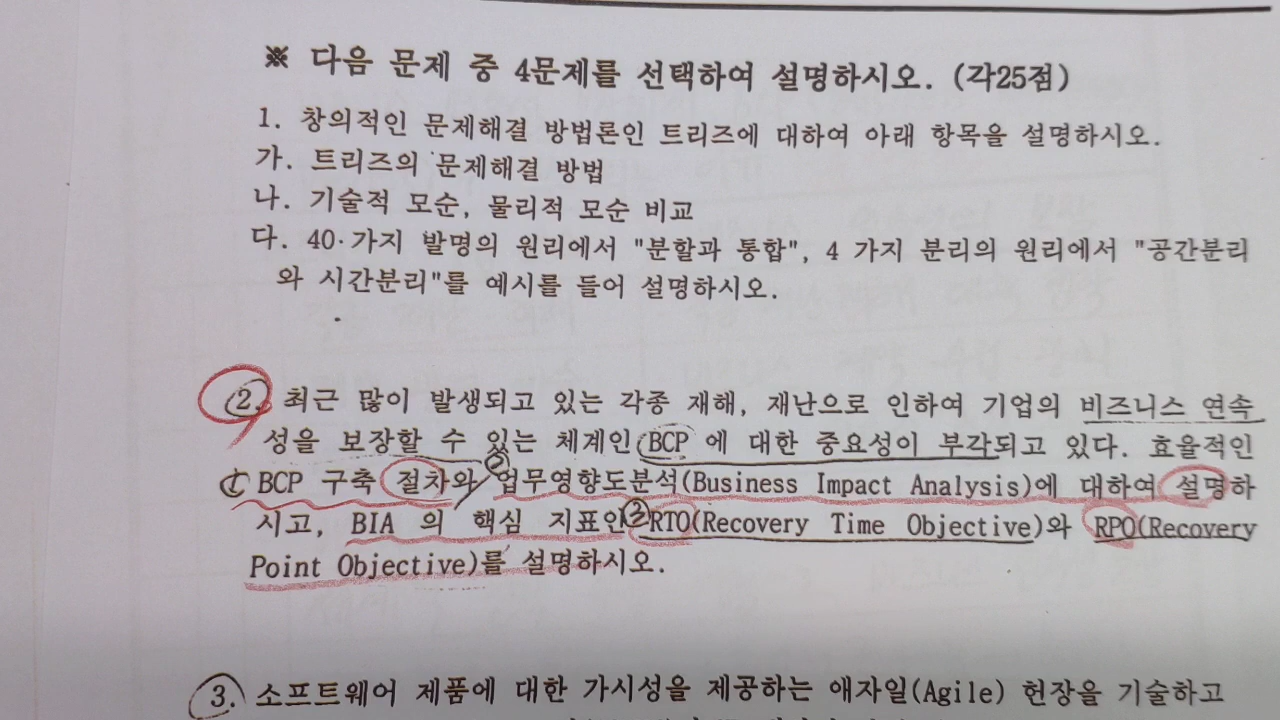 ※ 다음 문제 중 4문제를 선택하여 설명하시오. (각25점)
1. 창의적인 문제해결 방법론인 트리즈에 대하여 아래 항목을 설명하시오.
가. 트리즈의 문제해결 방법
나. 기술적 모순, 물리적 모순 비교
다. 40·가지 발명의 원리에서 "분할과 통합", 4 가지 분리의 원리에서 "공간분리
와 시간분리"를 예시를 들어 설명하시오.
2. 최근 많이 발생되고 있는 각종 재해, 재난으로 인하여 기업의 비즈니스 연속
성을 보장할 수 있는 체계인 BCP 에 대한 중요성이 부각되고 있다. 효율적인
① BCP 구축 절차와 ② 업무영향도분석(Business Impact Analysis)에 대하여 설명하
시고, BIA 의 핵심 지표인 ③ RTO(Recovery Time Objective)와 RPO(Recovery
Point Objective)를 설명하시오.
3. 소프트웨어 제품에 대한 가시성을 제공하는 애자일(Agile) 헌장을 기술하고